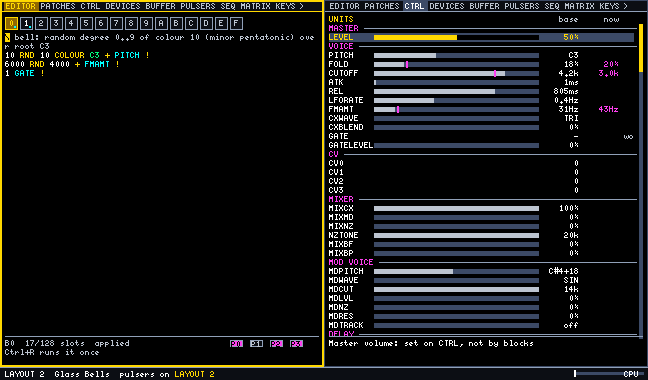 EDITOR PATCHES CTRL DEVICES BUFFER PULSERS SEQ MATRIX KEYS >
0 1 2 3 4 5 6 7 8 9 A B C D E F
\ bell: random degree 0..9 of colour 10 (minor pentatonic) ove
r root C3
10 RND 10 COLOUR C3 + PITCH !
6000 RND 4000 + FMAMT !
1 GATE !
B0 17/128 slots applied P0 P1 P2 P3
Ctrl+R runs it once
EDITOR PATCHES CTRL DEVICES BUFFER PULSERS SEQ MATRIX KEYS >
UNITS base now
MASTER
LEVEL 50%
VOICE
PITCH C3
FOLD 18% 20%
CUTOFF 4.2k 3.0k
ATK 1ms
REL 805ms
LFORATE 0.4Hz
FMAMT 31Hz 43Hz
CXWAVE TRI
CXBLEND 0%
GATE - wo
GATELEVEL 0%
CV
CV0 0
CV1 0
CV2 0
CV3 0
MIXER
MIXCX 100%
MIXMD 0%
MIXNZ 0%
NZTONE 20k
MIXBF 0%
MIXBP 0%
MOD VOICE
MDPITCH C#4+18
MDWAVE SIN
MDCUT 14k
MDLVL 0%
MDNZ 0%
MDRES 0%
MDTRACK off
DELAY
Master volume: set on CTRL, not by blocks
LAYOUT 2 Glass Bells pulsers on LAYOUT 2 CPU